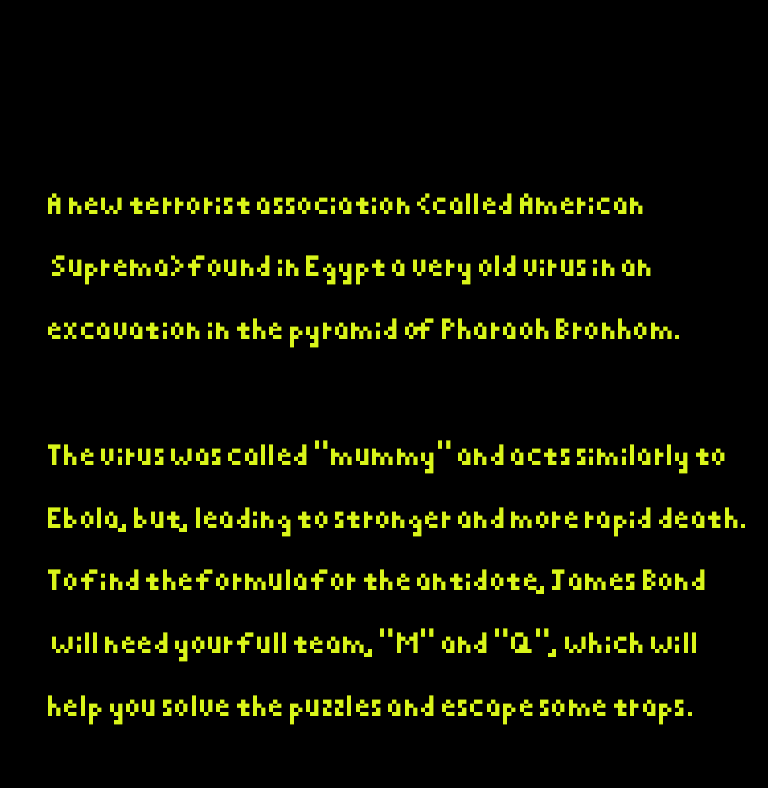 A new terrorist association <called American
Suprema> found in Egypt a very old virus in an
excavation in the pyramid of Pharaoh Bronhom.
The virus was called "mummy" and acts similarly to
Ebola, but, leading to stronger and more rapid death.
To find the formula for the antidote, James Bond
will need your full team, "M" and "Q", which will
help you solve the puzzles and escape some traps.